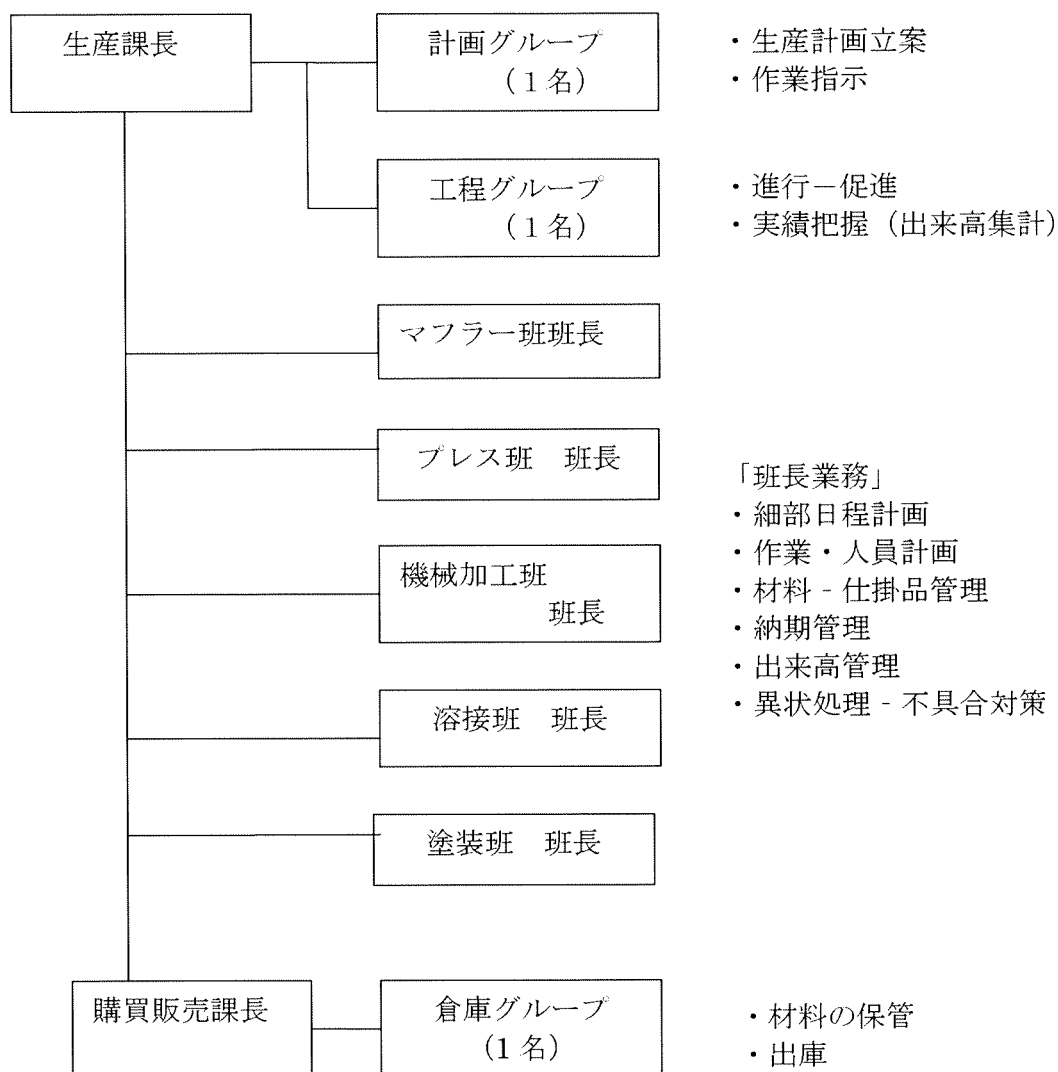 生産課長
計画グループ
（１名）
・生産計画立案
・作業指示
工程グループ
（１名）
・進行－促進
・実績把握（出来高集計）
マフラー班班長
プレス班　班長
機械加工班
班長
溶接班　班長
塗装班　班長
「班長業務」
・細部日程計画
・作業・人員計画
・材料‐仕掛品管理
・納期管理
・出来高管理
・異状処理‐不具合対策
購買販売課長
倉庫グループ
（1 名）
・材料の保管
・出庫